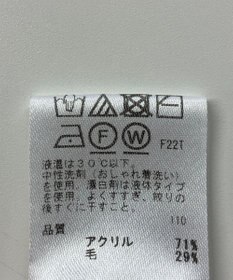 F W F22T
液温は30℃以下。
中性洗剤(おしゃれ着洗い)
を使用。漂白剤は液体タイプ
を使用。よくすすぎ、絞りの
後すぐに干すこと。
110
品質
アクリル 71%
毛 29%